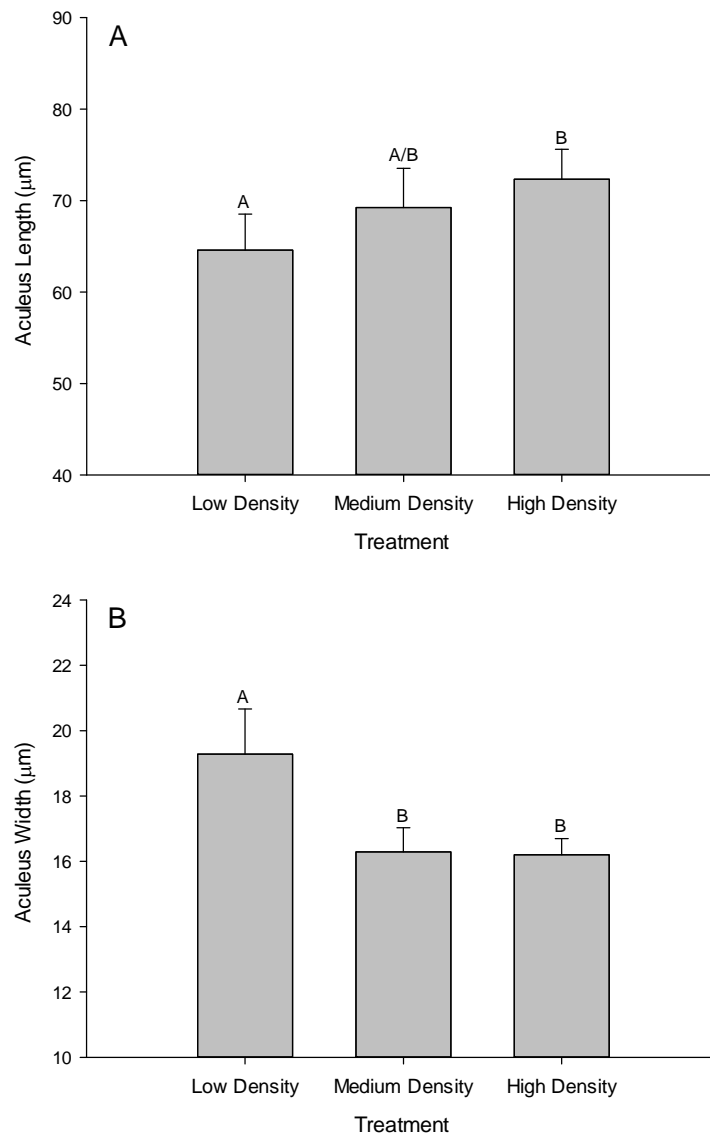 A
90
80
70
60
50
40
Aculeus Length (μm)
A
A/B
B
Low Density Medium Density High Density
Treatment
B
24
22
20
18
16
14
12
10
Aculeus Width (μm)
A
B
B
Low Density Medium Density High Density
Treatment